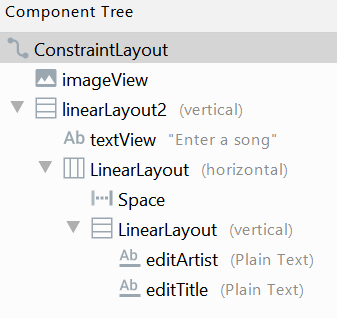 Component Tree
ConstraintLayout
imageView
linearLayout2 (vertical)
Ab textView "Enter a song"
LinearLayout (horizontal)
Space
LinearLayout (vertical)
Ab editArtist (Plain Text)
Ab editTitle (Plain Text)